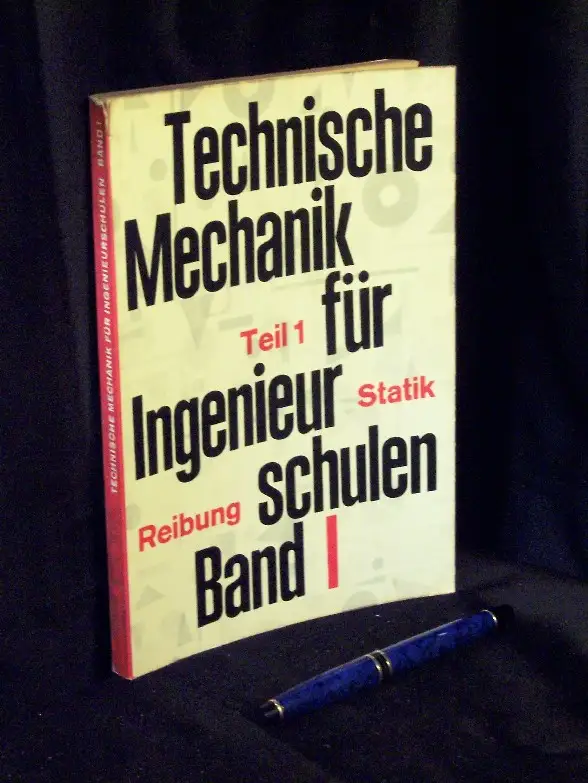 Technische
Mechanik
für
Teil 1
Ingenieur
Statik
schulen
Reibung
Band I
TECHNISCHE MECHANIK FÜR INGENIEURSCHULEN BAND I